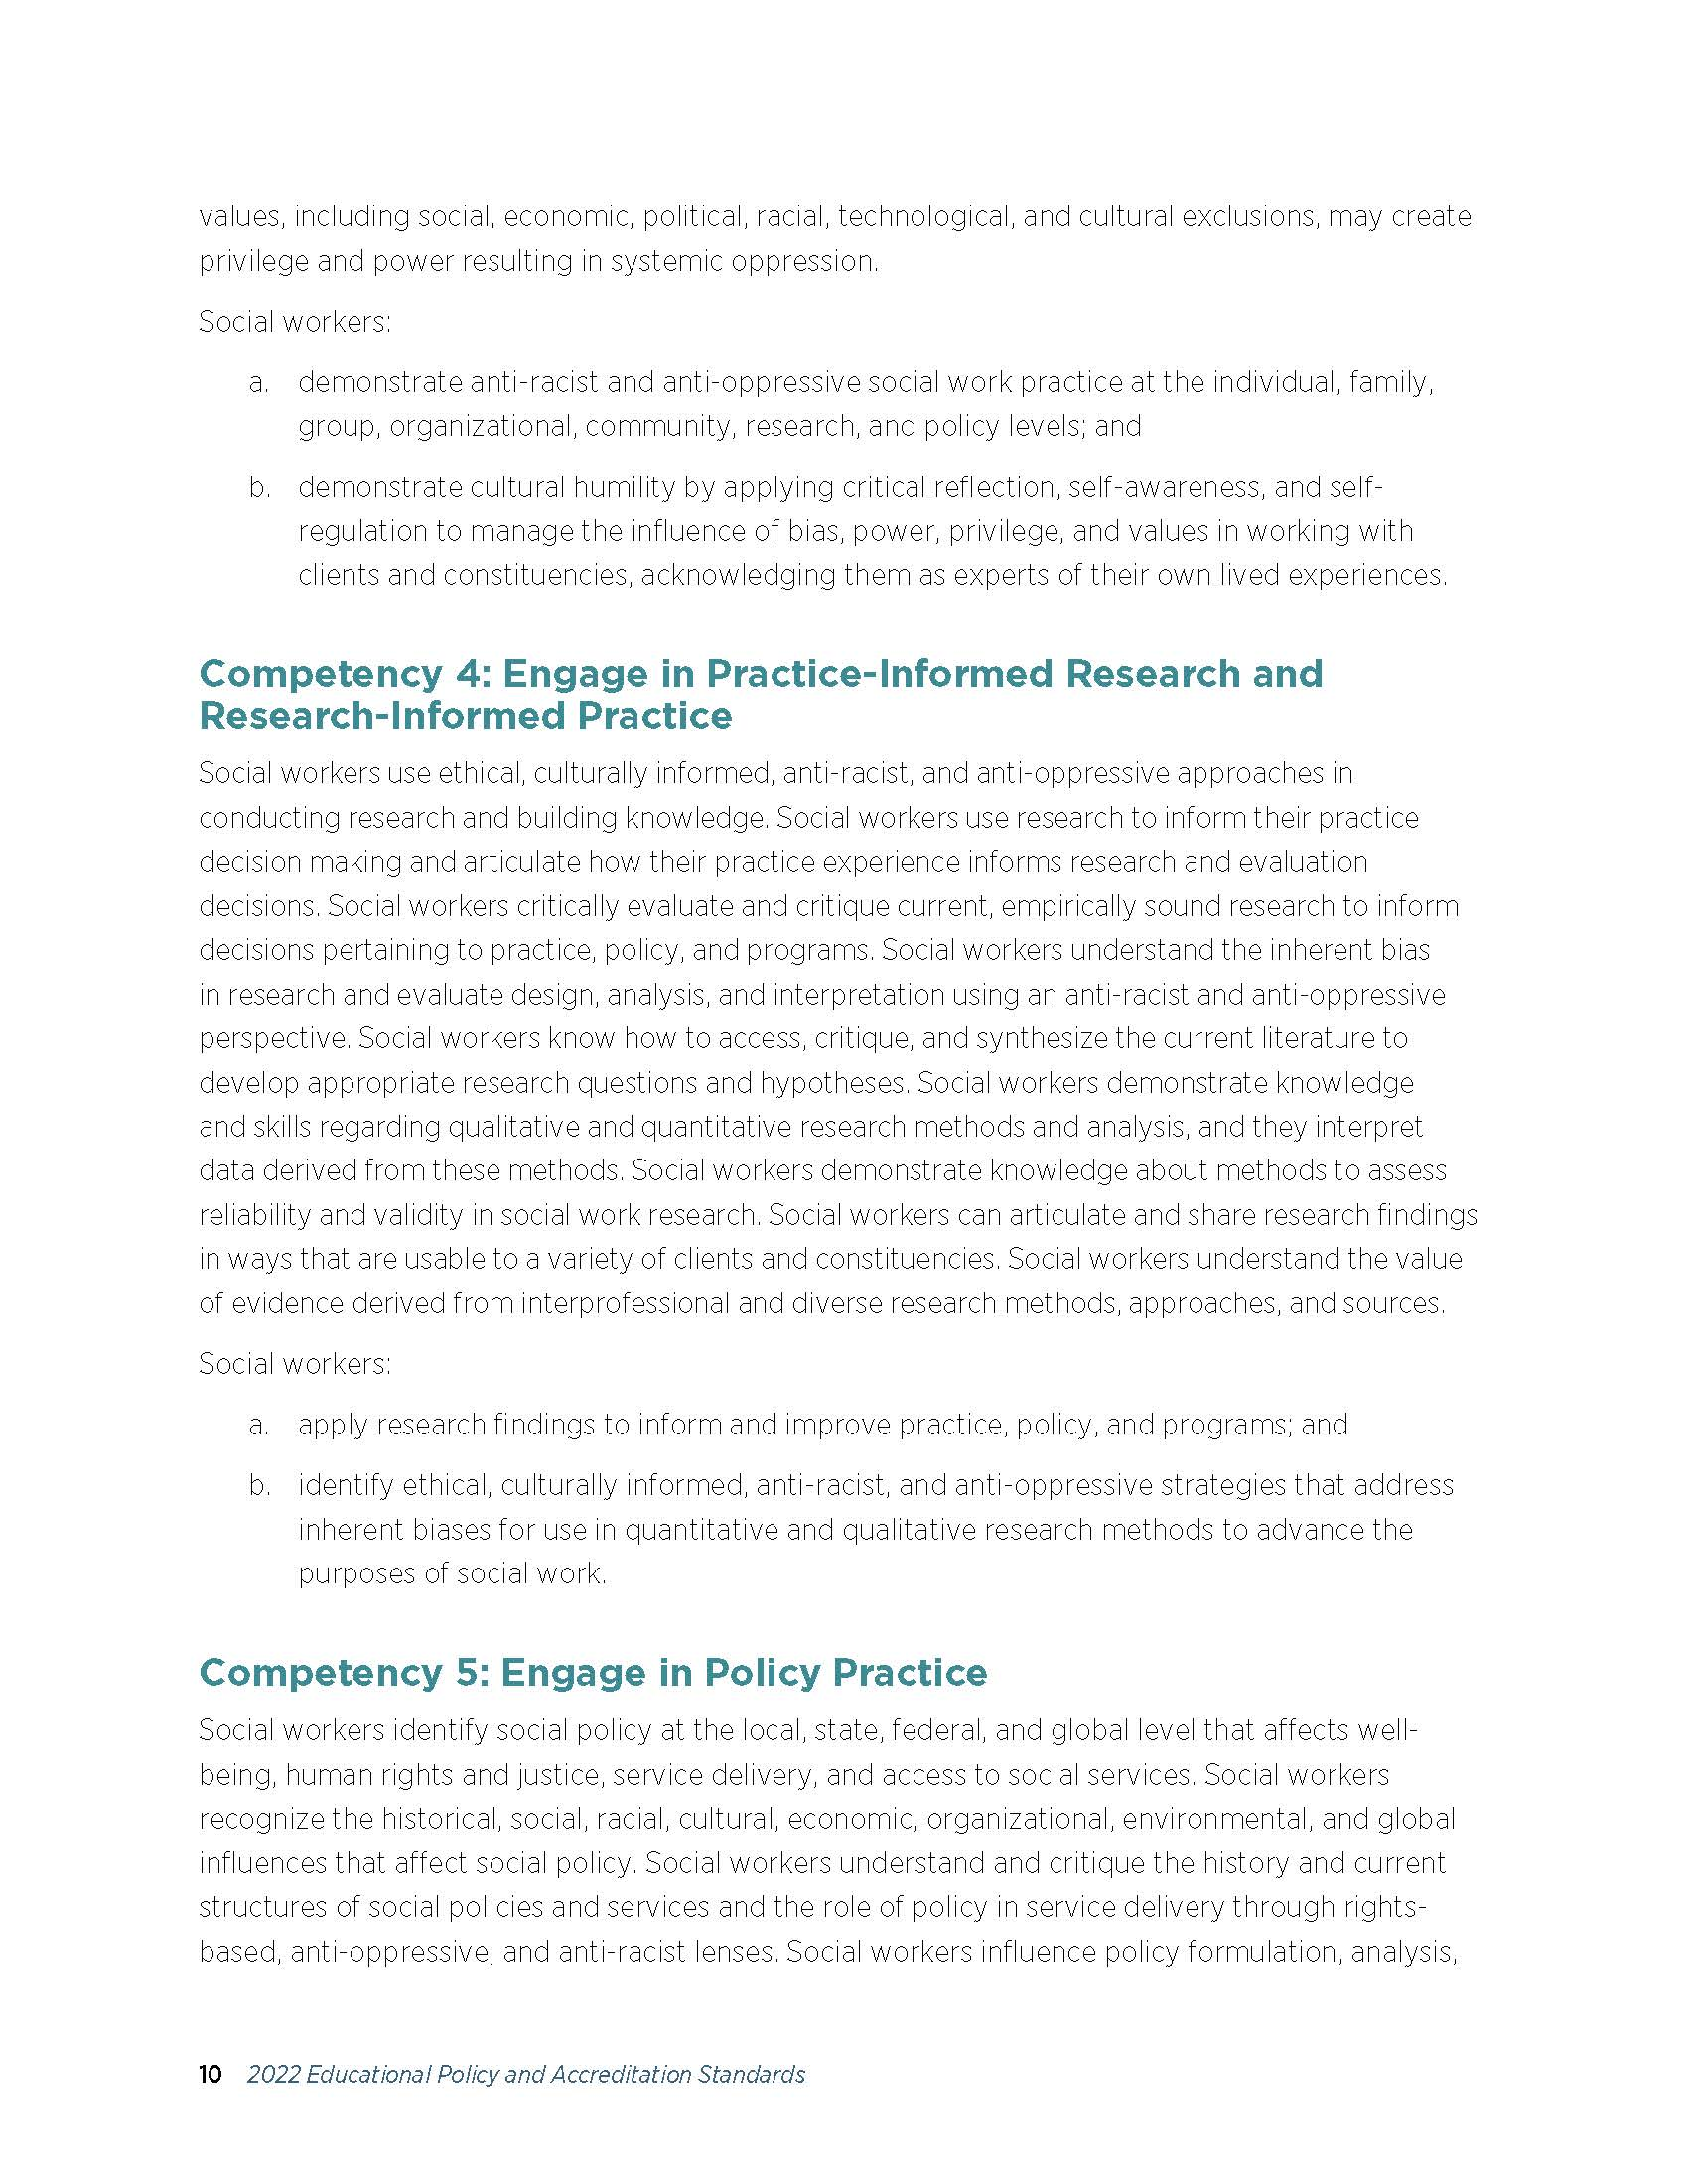 values, including social, economic, political, racial, technological, and cultural exclusions, may create
privilege and power resulting in systemic oppression.
Social workers:
a. demonstrate anti-racist and anti-oppressive social work practice at the individual, family,
group, organizational, community, research, and policy levels; and
b. demonstrate cultural humility by applying critical reflection, self-awareness, and self-
regulation to manage the influence of bias, power, privilege, and values in working with
clients and constituencies, acknowledging them as experts of their own lived experiences.
Competency 4: Engage in Practice-Informed Research and
Research-Informed Practice
Social workers use ethical, culturally informed, anti-racist, and anti-oppressive approaches in
conducting research and building knowledge. Social workers use research to inform their practice
decision making and articulate how their practice experience informs research and evaluation
decisions. Social workers critically evaluate and critique current, empirically sound research to inform
decisions pertaining to practice, policy, and programs. Social workers understand the inherent bias
in research and evaluate design, analysis, and interpretation using an anti-racist and anti-oppressive
perspective. Social workers know how to access, critique, and synthesize the current literature to
develop appropriate research questions and hypotheses. Social workers demonstrate knowledge
and skills regarding qualitative and quantitative research methods and analysis, and they interpret
data derived from these methods. Social workers demonstrate knowledge about methods to assess
reliability and validity in social work research. Social workers can articulate and share research findings
in ways that are usable to a variety of clients and constituencies. Social workers understand the value
of evidence derived from interprofessional and diverse research methods, approaches, and sources.
Social workers:
a. apply research findings to inform and improve practice, policy, and programs; and
b. identify ethical, culturally informed, anti-racist, and anti-oppressive strategies that address
inherent biases for use in quantitative and qualitative research methods to advance the
purposes of social work.
Competency 5: Engage in Policy Practice
Social workers identify social policy at the local, state, federal, and global level that affects well-
being, human rights and justice, service delivery, and access to social services. Social workers
recognize the historical, social, racial, cultural, economic, organizational, environmental, and global
influences that affect social policy. Social workers understand and critique the history and current
structures of social policies and services and the role of policy in service delivery through rights-
based, anti-oppressive, and anti-racist lenses. Social workers influence policy formulation, analysis,
10 2022 Educational Policy and Accreditation Standards